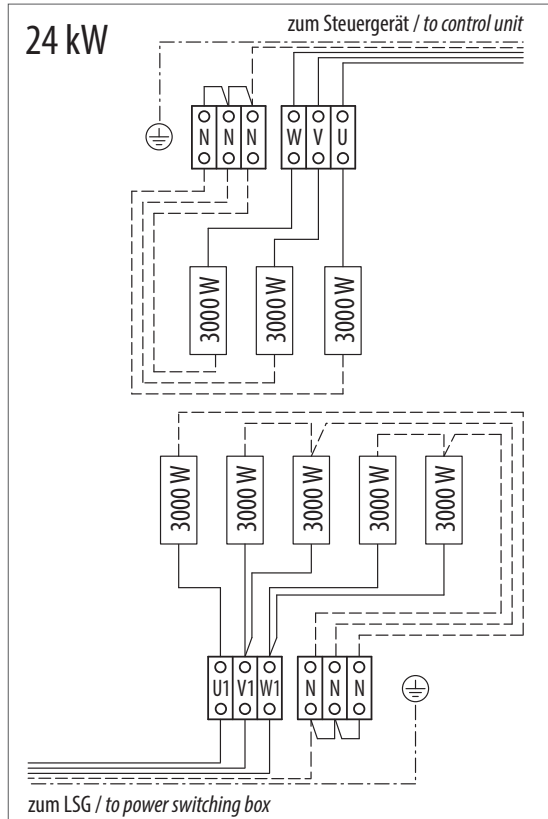 24 kW
zum Steuergerät / to control unit
N N N W V U
3000 W 3000 W 3000 W
3000 W 3000 W 3000 W 3000 W 3000 W
U1 V1 W1 N N N
zum LSG / to power switching box